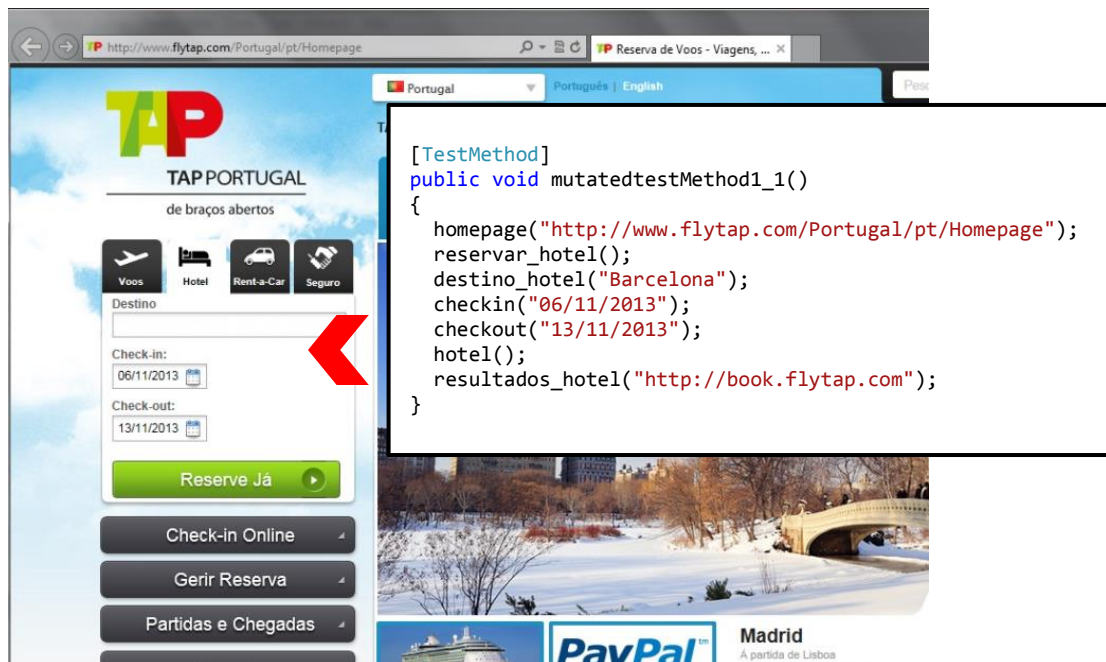 TP http://www.flytap.com/Portugal/pt/Homepage
TP Reserva de Voos - Viagens, ...
Portugal
Português | English
TAP
TAP PORTUGAL
de braços abertos
Voos
Hotel
Rent-a-Car
Seguro
Destino
Check-in:
06/11/2013
Check-out:
13/11/2013
Reserve Já
Check-in Online
Gerir Reserva
Partidas e Chegadas
[TestMethod]
public void mutatedtestMethod1_1()
{
homepage("http://www.flytap.com/Portugal/pt/Homepage");
reservar_hotel();
destino_hotel("Barcelona");
checkin("06/11/2013");
checkout("13/11/2013");
hotel();
resultados_hotel("http://book.flytap.com");
}
PayPal™
Madrid
À partida de Lisboa